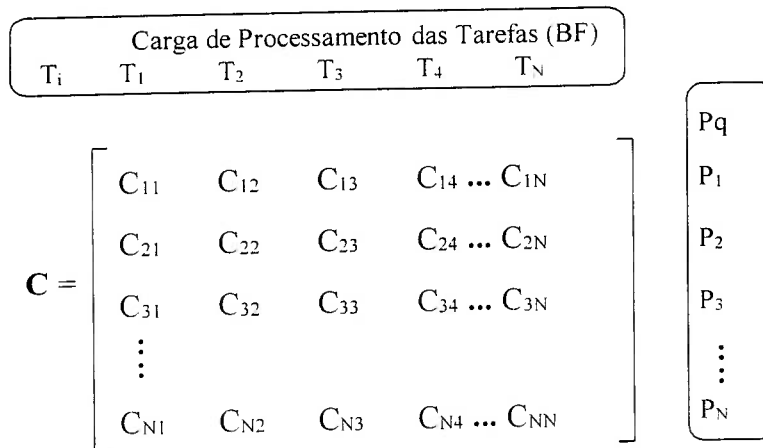 Carga de Processamento das Tarefas (BF)
Ti T1 T2 T3 T4 TN
Pq
C11 C12 C13 C14 ... C1N P1
C21 C22 C23 C24 ... C2N P2
C = C31 C32 C33 C34 ... C3N P3
⋮ ⋮
CN1 CN2 CN3 CN4 ... CNN PN